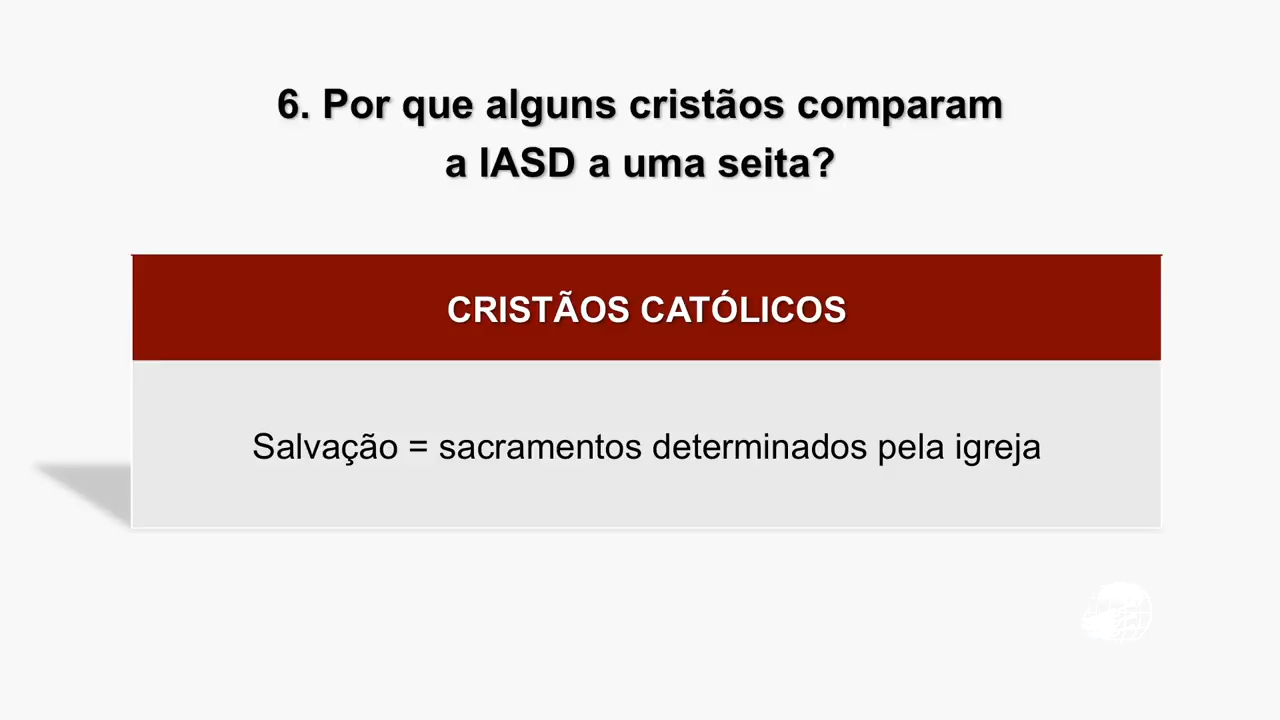 6. Por que alguns cristãos comparam
a IASD a uma seita?
CRISTÃOS CATÓLICOS
Salvação = sacramentos determinados pela igreja